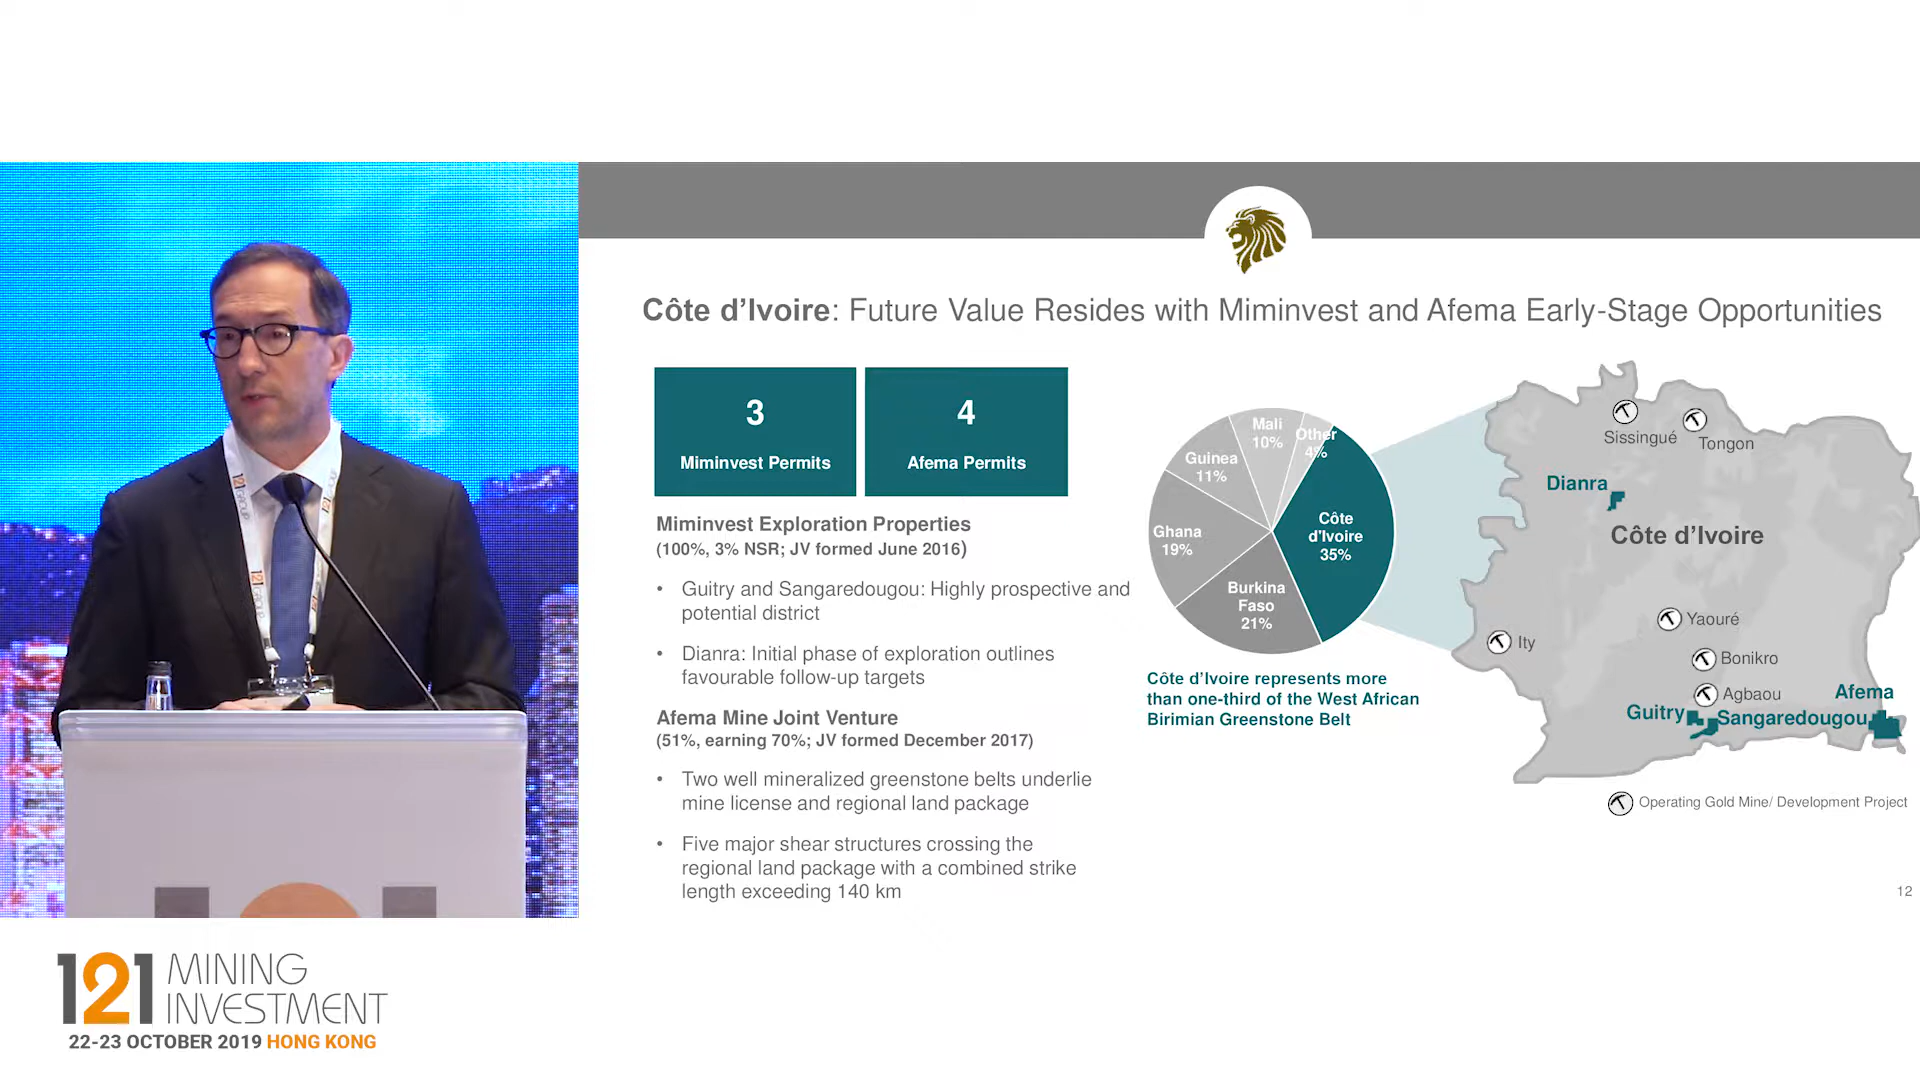 Côte d’Ivoire: Future Value Resides with Miminvest and Afema Early-Stage Opportunities
3
Miminvest Permits
4
Afema Permits
Miminvest Exploration Properties
(100%, 3% NSR; JV formed June 2016)
• Guitry and Sangaredougou: Highly prospective and
potential district
• Dianra: Initial phase of exploration outlines
favourable follow-up targets
Afema Mine Joint Venture
(51%, earning 70%; JV formed December 2017)
• Two well mineralized greenstone belts underlie
mine license and regional land package
• Five major shear structures crossing the
regional land package with a combined strike
length exceeding 140 km
Mali
10%
Other
4%
Guinea
11%
Ghana
19%
Burkina
Faso
21%
Côte
d'Ivoire
35%
Côte d’Ivoire represents more
than one-third of the West African
Birimian Greenstone Belt
Sissingué
Tongon
Dianra
Côte d’Ivoire
Yaouré
Ity
Bonikro
Agbaou
Afema
Guitry
Sangaredougou
Operating Gold Mine/ Development Project
12
121 MINING
INVESTMENT
22-23 OCTOBER 2019 HONG KONG